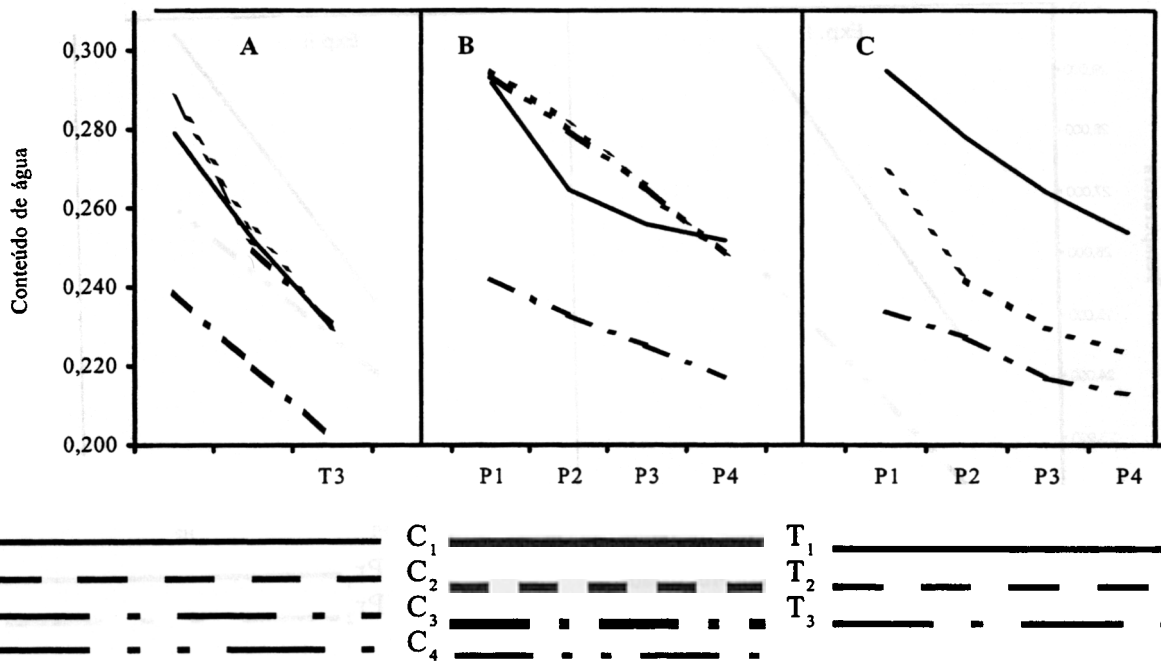 A
B
C
0,300
0,280
0,260
0,240
0,220
0,200
Conteúdo de água
T3
P1 P2 P3 P4
P1 P2 P3 P4
C1
C2
C3
C4
T1
T2
T3